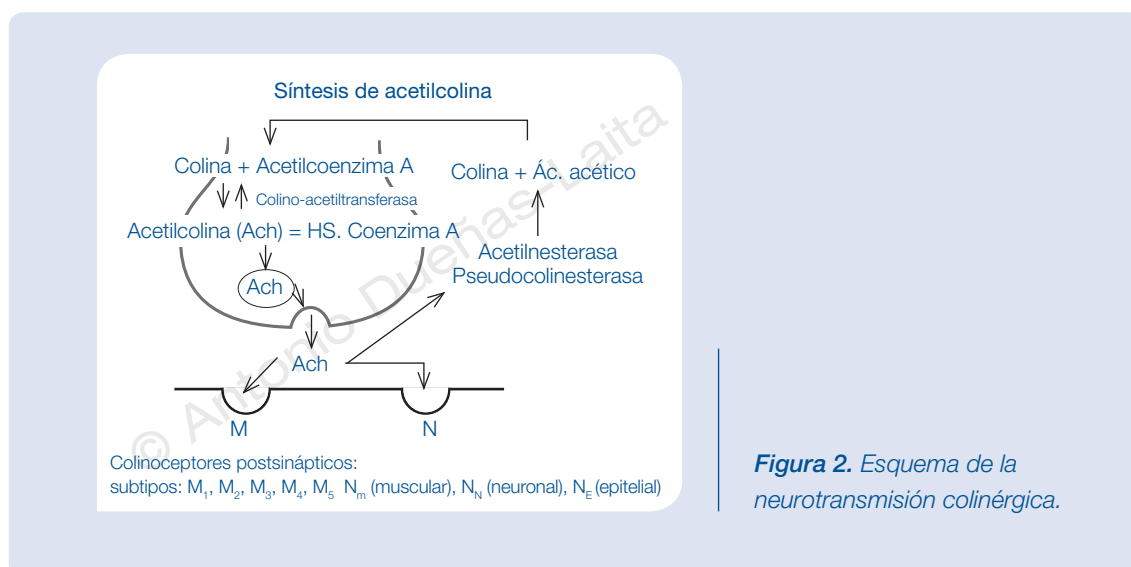 Síntesis de acetilcolina
Colina + Acetilcoenzima A
Colina + Ác. acético
Colino-acetiltransferasa
Acetilcolina (Ach) = HS. Coenzima A
Acetilnesterasa
Pseudocolinesterasa
Ach
Ach
M
N
Colinoceptores postsinápticos:
subtipos: M₁, M₂, M₃, M₄, M₅ Nₘ (muscular), N_N (neuronal), N_E (epitelial)
© Antonio Dueñas-Laita
Figura 2. Esquema de la
neurotransmisión colinérgica.